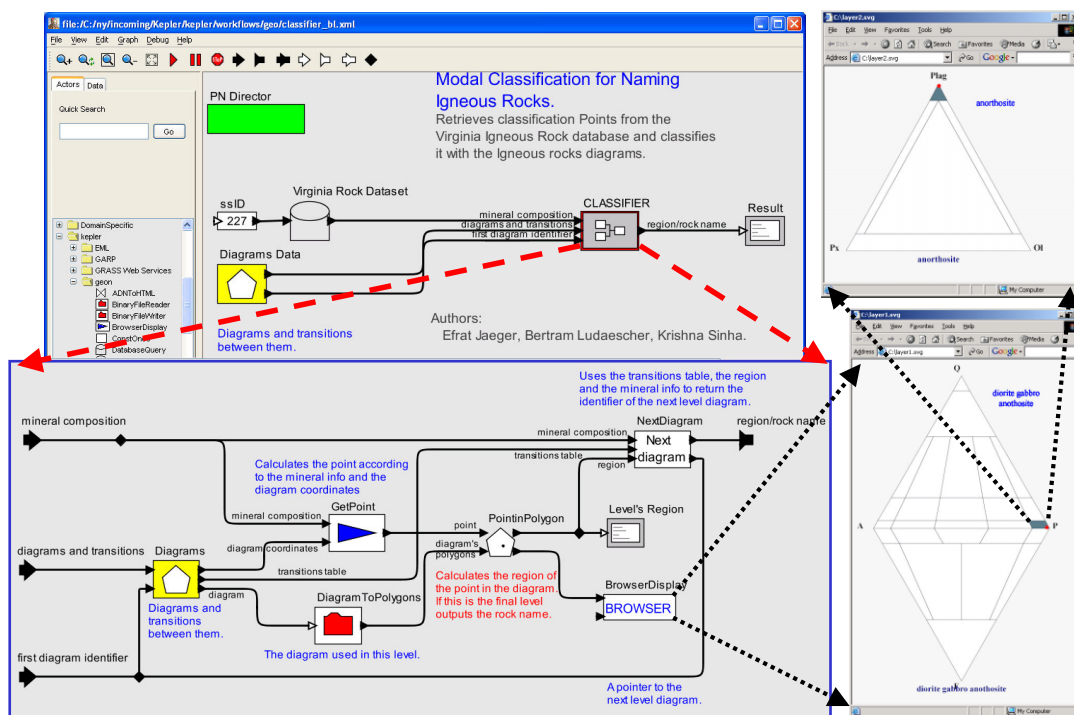 file:/C:/ny/incoming/Kepler/kepler/workflows/geo/classifier_bl.xml
File View Edit Graph Debug Help
Actors Data
Quick Search
Go
DomainSpecific
kepler
EML
GARP
GRASS Web Services
geon
ADNToHTML
BinaryFileReader
BinaryFileWriter
BrowserDisplay
ConstOnce
DatabaseQuery
PN Director
Modal Classification for Naming
Igneous Rocks.
Retrieves classification Points from the
Virginia Igneous Rock database and classifies
it with the Igneous rocks diagrams.
ssID
227
Virginia Rock Dataset
Diagrams Data
mineral composition
diagrams and transitions
first diagram identifier
CLASSIFIER
region/rock name
Result
Diagrams and transitions
between them.
Authors:
Efrat Jaeger, Bertram Ludaescher, Krishna Sinha.
C:\layer2.svg
File Edit View Favorites Tools Help
Search Favorites Media
Address C:\layer2.svg Go Google
Plag
anorthosite
Px
Ol
anorthosite
My Computer
C:\layer1.svg
Edit View Favorites Tools Help
Search Favorites Media
Address C:\layer1.svg Go Google
Q
diorite gabbro
anothosite
A
P
diorite gabbro anothosite
My Computer
Uses the transitions table, the region
and the mineral info to return the
identifier of the next level diagram.
mineral composition
mineral composition
transitions table
region
NextDiagram
Next
diagram
region/rock name
Calculates the point according
to the mineral info and the
diagram coordinates
GetPoint
mineral composition
diagram coordinates
point
diagram's
polygons
PointinPolygon
Level's Region
diagrams and transitions
Diagrams
transitions table
diagram
Diagrams and
transitions
between them.
DiagramToPolygons
The diagram used in this level.
Calculates the region of
the point in the diagram.
If this is the final level
outputs the rock name.
BrowserDisplay
BROWSER
first diagram identifier
A pointer to the
next level diagram.